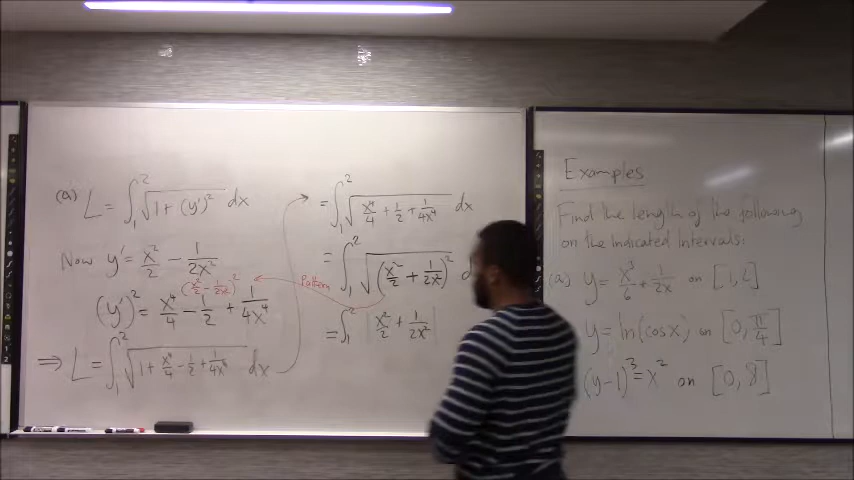 (a) L = ∫₁² √(1 + (y')²) dx
Now y' = x²/2 - 1/(2x²)
(x²/2 - 1/(2x²))²
(y')² = x⁴/4 - 1/2 + 1/(4x⁴)
⇒ L = ∫₁² √(1 + x⁴/4 - 1/2 + 1/(4x⁴)) dx
= ∫₁² √(x⁴/4 + 1/2 + 1/(4x⁴)) dx
= ∫₁² √((x²/2 + 1/(2x²))²) d
Pattern
= ∫₁² |x²/2 + 1/(2x²)|
Examples
Find the length of the following
on the indicated intervals:
(a) y = x³/6 + 1/(2x) on [1,2]
y = ln(cos x) on [0, π/4]
(y-1)³ = x² on [0, 8]